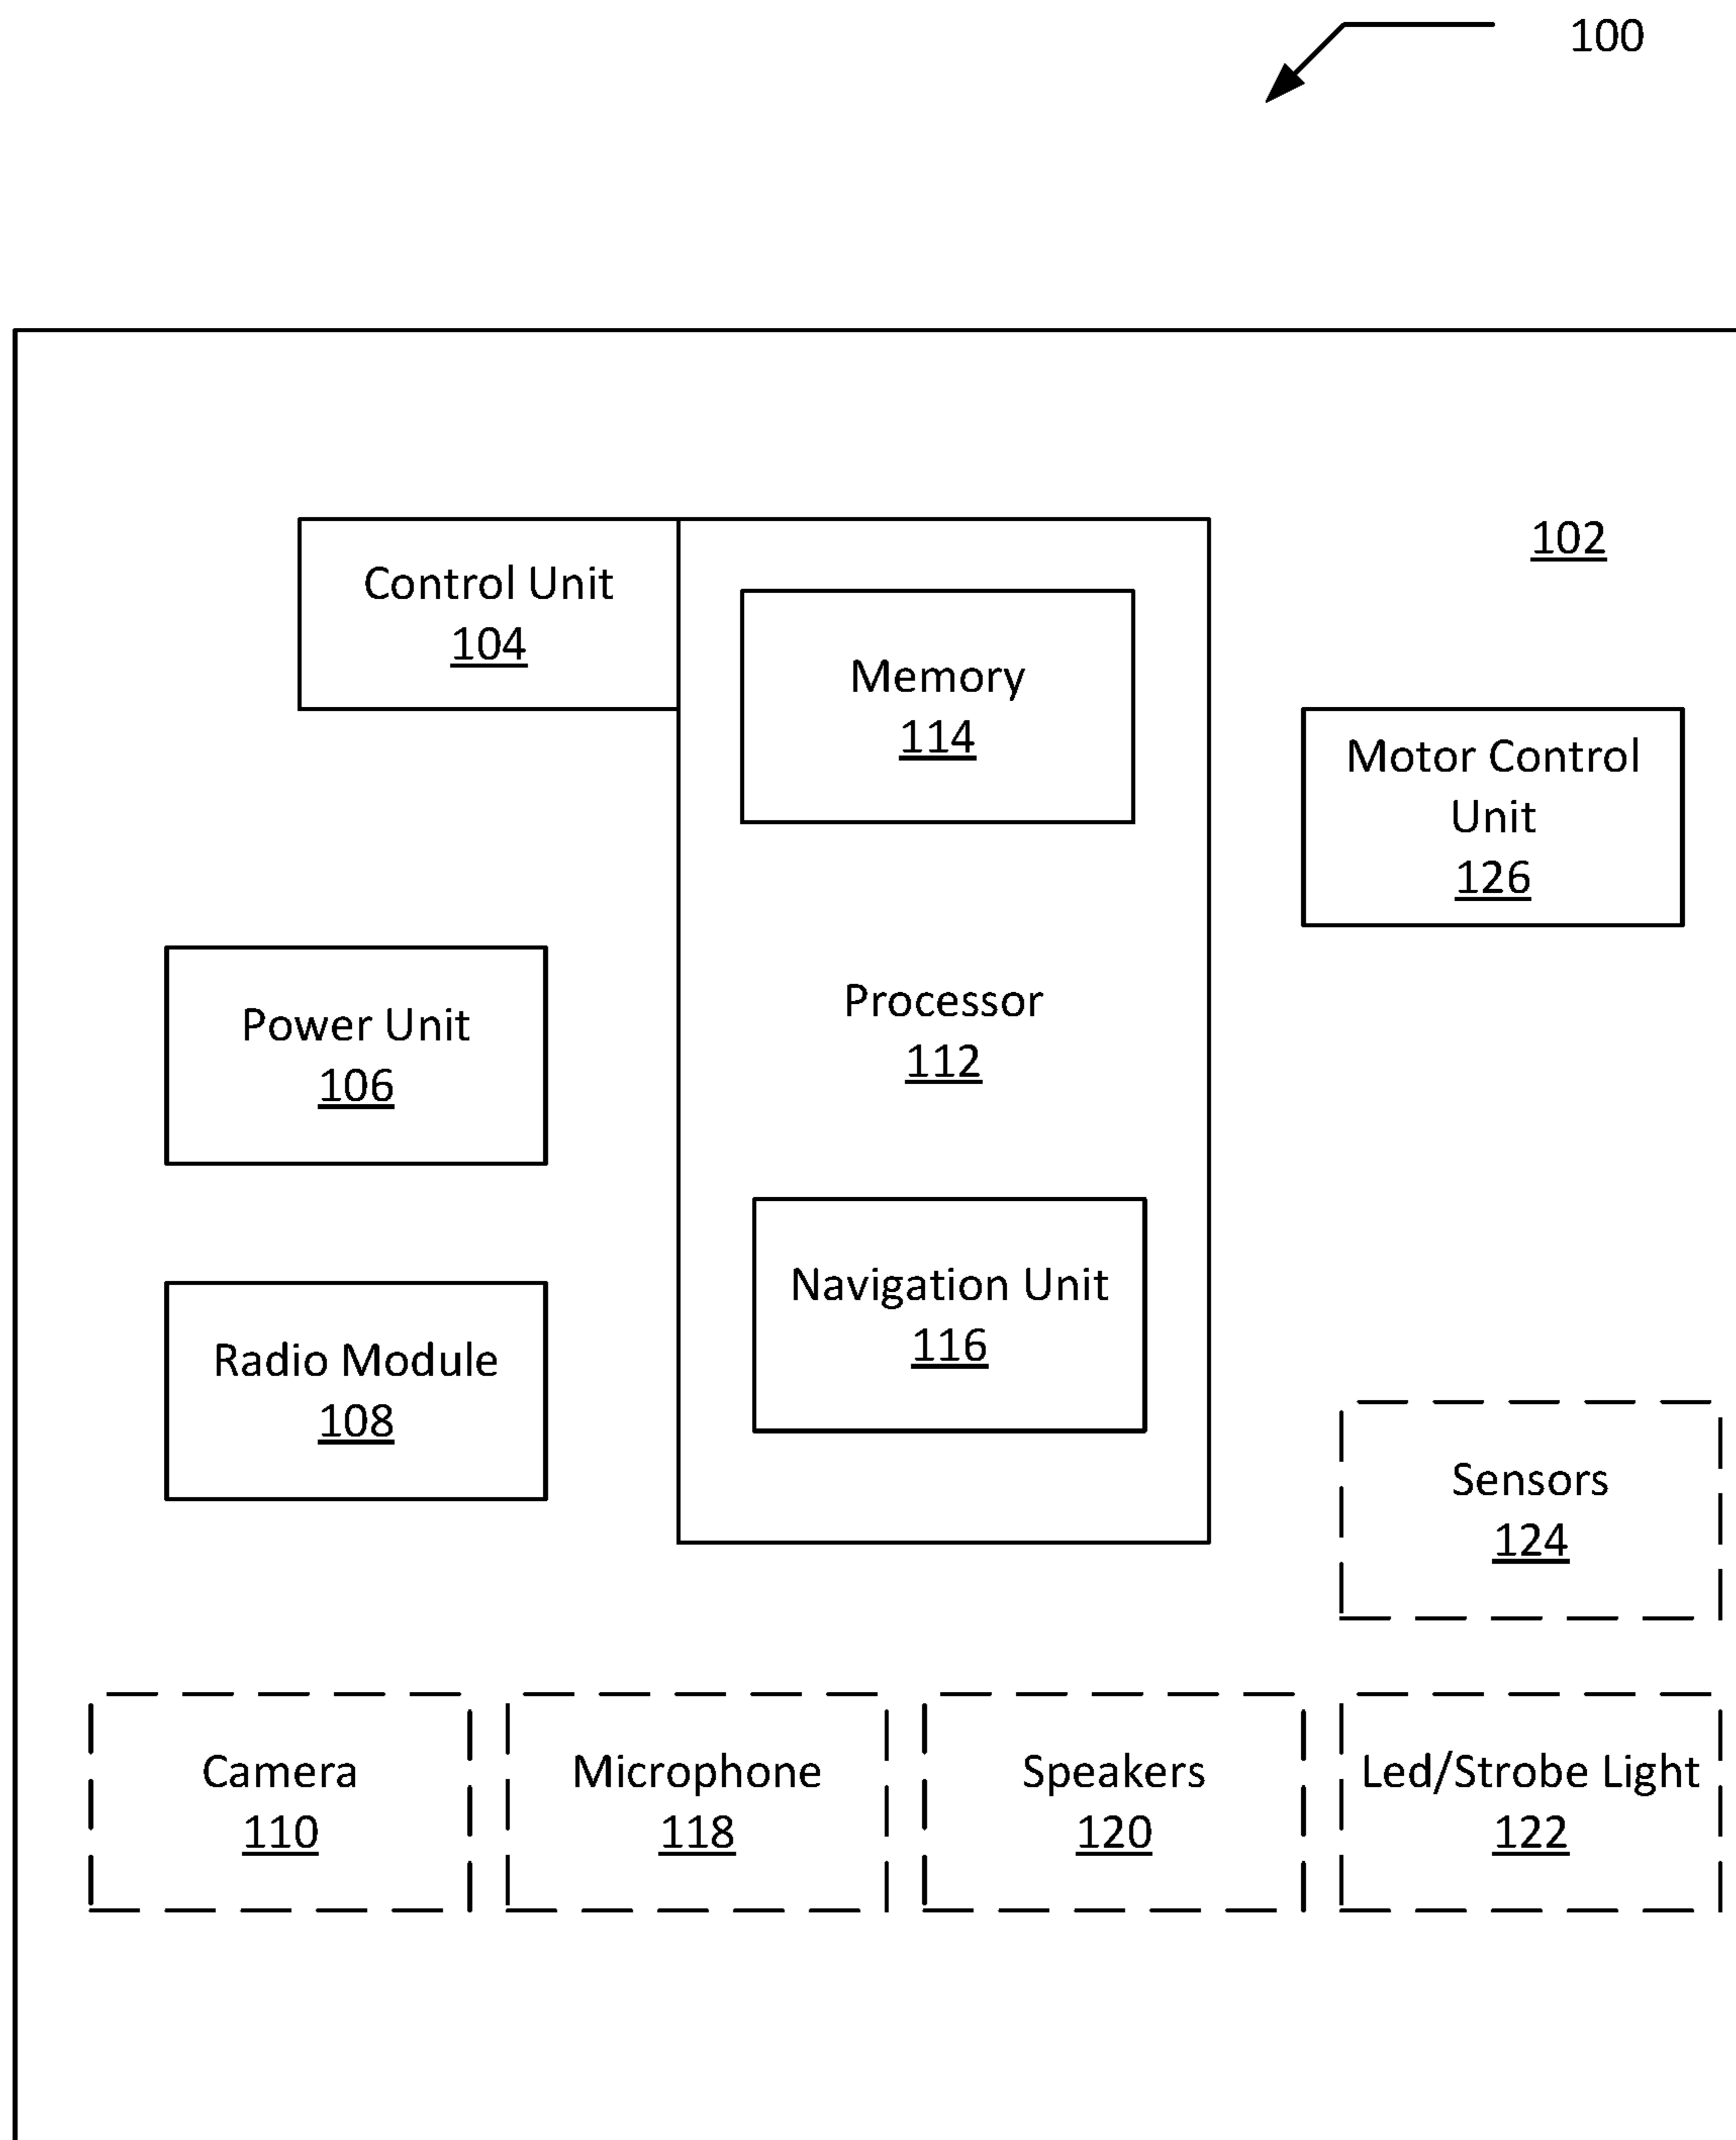 100
102
Control Unit
104
Memory
114
Motor Control
Unit
126
Power Unit
106
Processor
112
Navigation Unit
116
Radio Module
108
Sensors
124
Camera
110
Microphone
118
Speakers
120
Led/Strobe Light
122